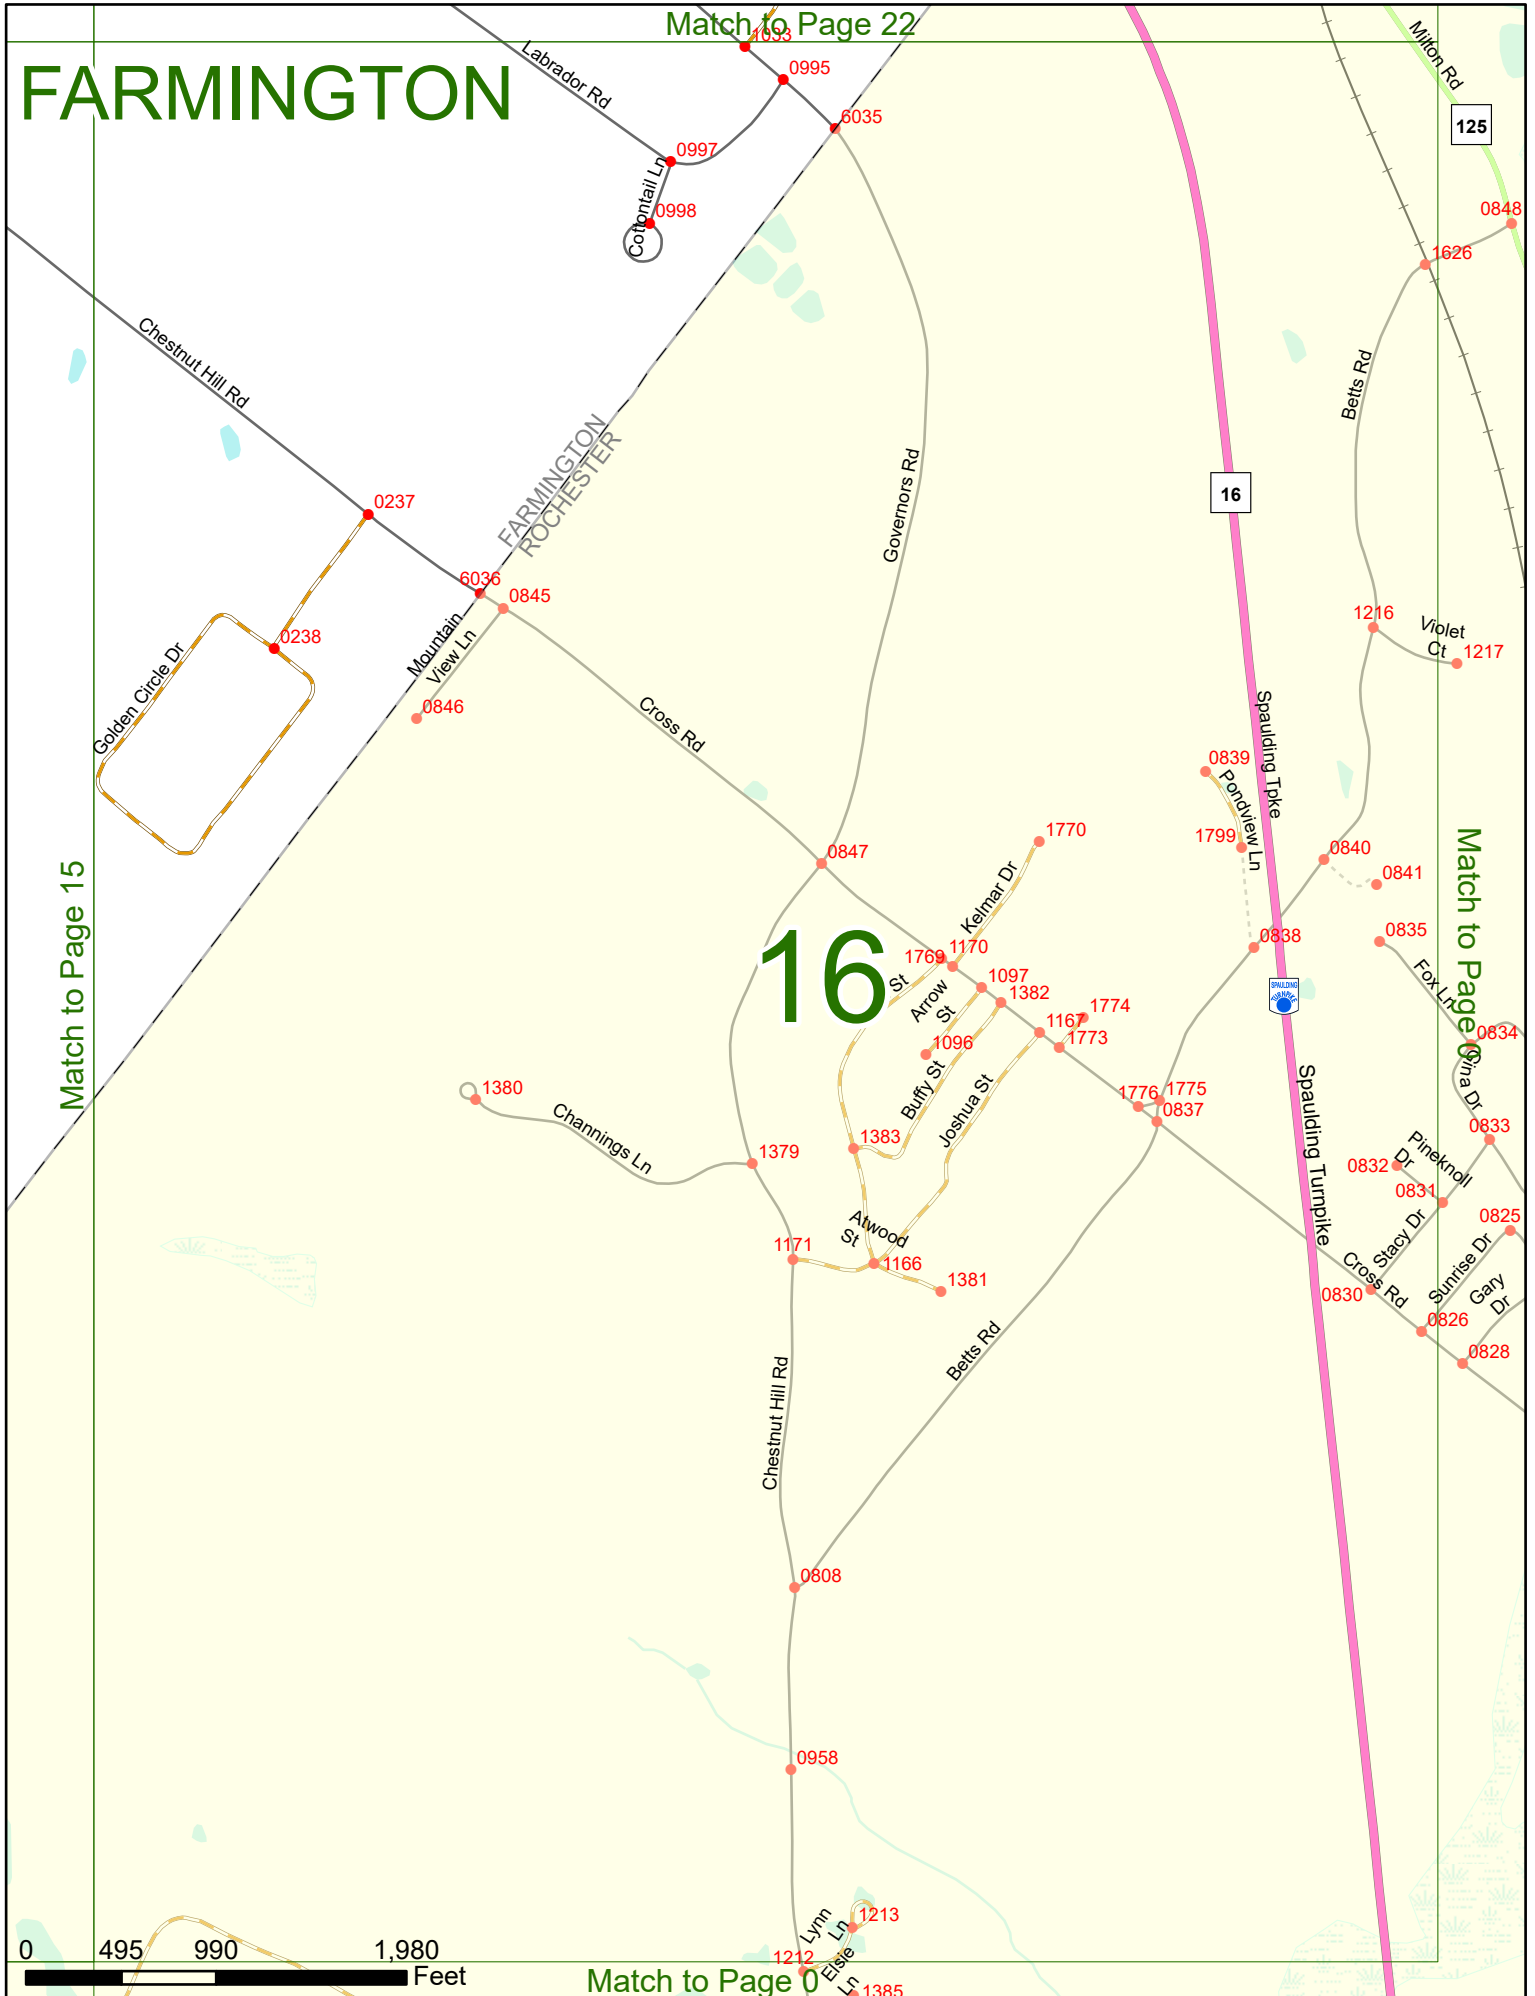 Match to Page 22
FARMINGTON
Labrador Rd
1033
0995
6035
Milton Rd
125
0997
Cottontail Ln
0998
0848
1626
Chestnut Hill Rd
Betts Rd
FARMINGTON
ROCHESTER
Governors Rd
16
0237
6036
0845
Mountain
View Ln
0238
Golden Circle Dr
0846
1216
Violet
Ct
1217
Cross Rd
Spaulding Tpke
0839
Pondview Ln
1799
0840
0841
0847
1770
Kelmar Dr
Match to Page 15
Match to Page 0
16
1769
1170
St
Arrow
St
1097
1382
0838
0835
Fox Ln
SPAULDING
TURNPIKE
1774
1167
1773
0834
Dina Dr
1096
Buffy St
Joshua St
1380
Channings Ln
1776
1775
0837
Spaulding Turnpike
0833
1383
1379
Pineknoll
Dr
0832
0831
Atwood
St
1171
1166
1381
Stacy Dr
0825
Sunrise Dr
Gary
Dr
Cross Rd
0830
0826
0828
Betts Rd
Chestnut Hill Rd
0808
0958
Lynn
Ln
1213
1212
Elsie
Ln
1385
0 495 990 1,980
Feet
Match to Page 0